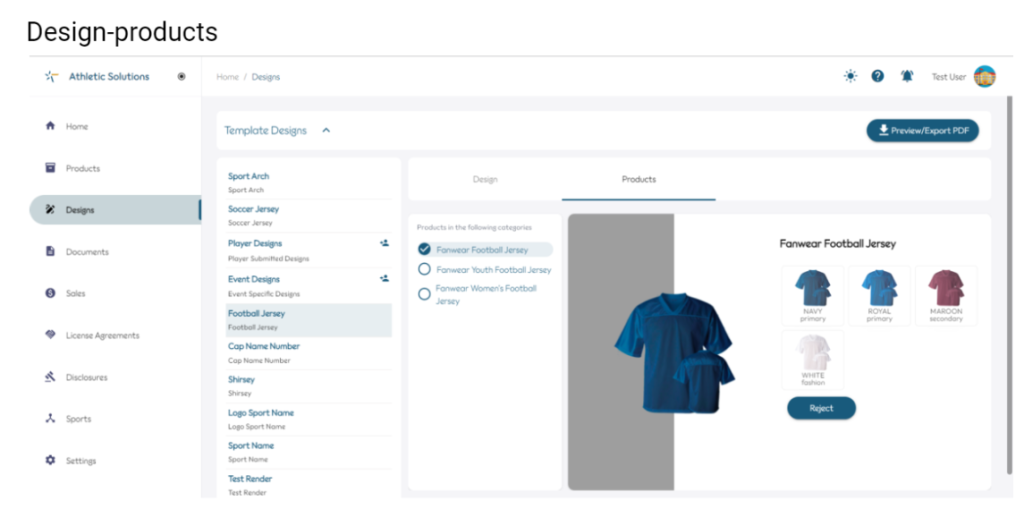 Design-products
Athletic Solutions
Home / Designs
Test User
Home
Products
Designs
Documents
Sales
License Agreements
Disclosures
Sports
Settings
Template Designs
Preview/Export PDF
Sport Arch
Sport Arch
Soccer Jersey
Soccer Jersey
Player Designs
Player Submitted Designs
Event Designs
Event Specific Designs
Football Jersey
Football Jersey
Cap Name Number
Cap Name Number
Shirsey
Shirsey
Logo Sport Name
Logo Sport Name
Sport Name
Sport Name
Test Render
Test Render
Design
Products
Products in the following categories
Fanwear Football Jersey
Fanwear Youth Football Jersey
Fanwear Women's Football
Jersey
Fanwear Football Jersey
NAVY
primary
ROYAL
primary
MAROON
secondary
WHITE
fashion
Reject